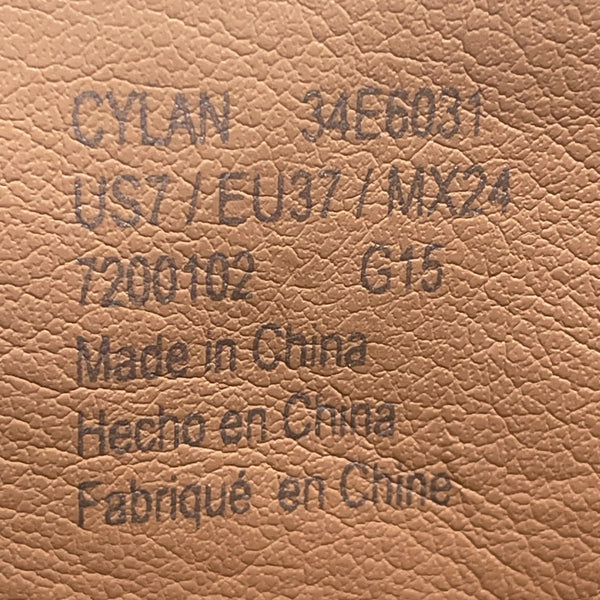 CYLAN 34E6031
US7 / EU37 / MX24
7200102 G15
Made in China
Hecho en China
Fabriqué en Chine